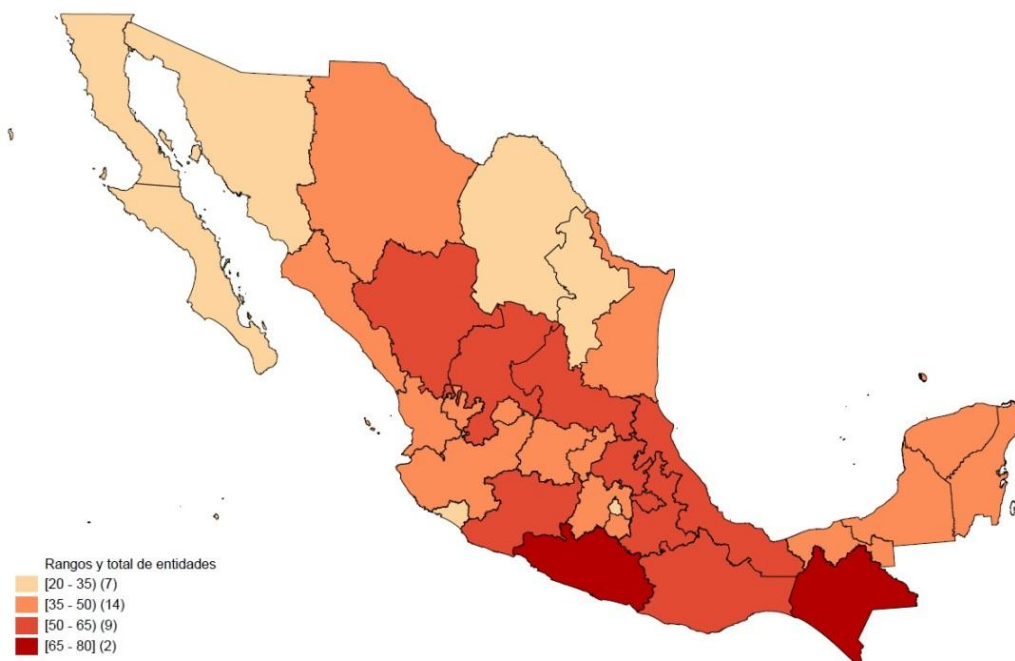 Rangos y total de entidades
[20 - 35) (7)
[35 - 50) (14)
[50 - 65) (9)
[65 - 80] (2)